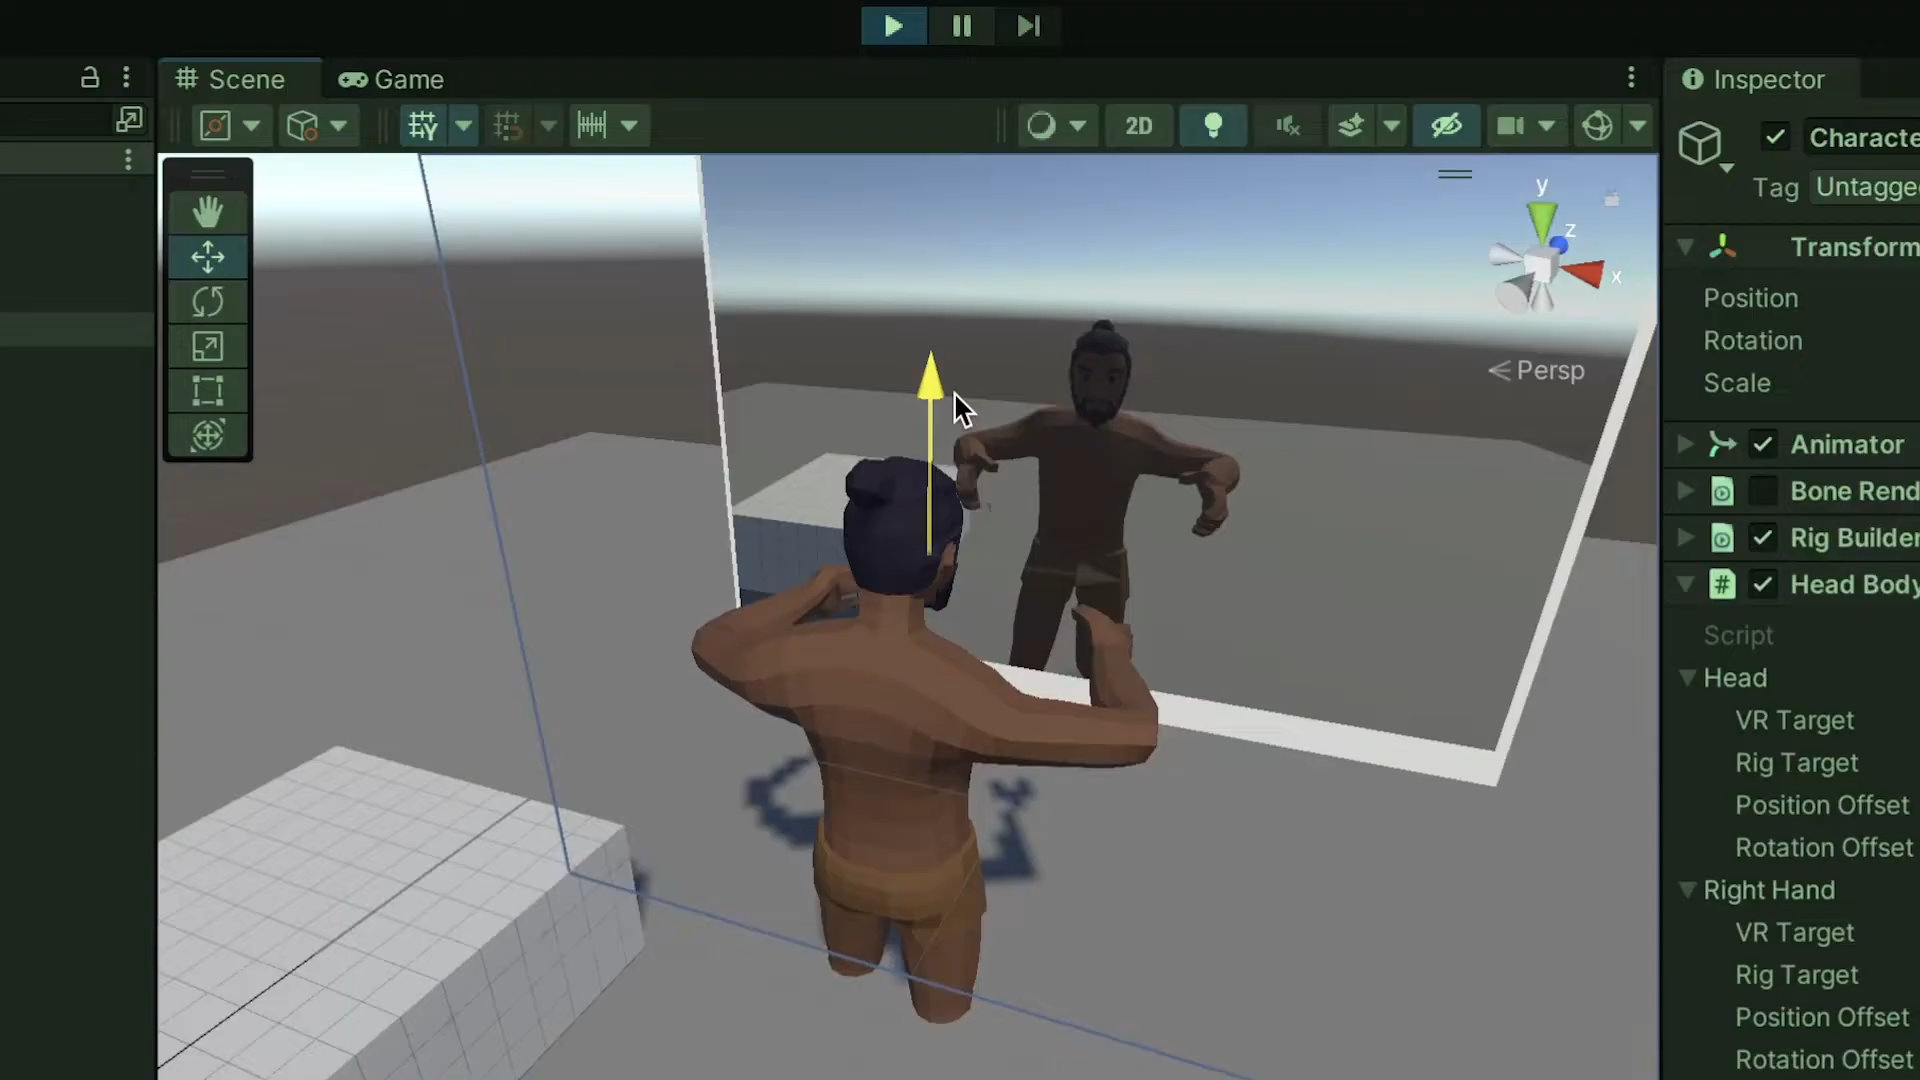 Scene
Game
2D
y
z
x
Persp
Inspector
Characte
Tag Untagge
Transform
Position
Rotation
Scale
Animator
Bone Rend
Rig Builder
# Head Body
Script
Head
VR Target
Rig Target
Position Offset
Rotation Offset
Right Hand
VR Target
Rig Target
Position Offset
Rotation Offset